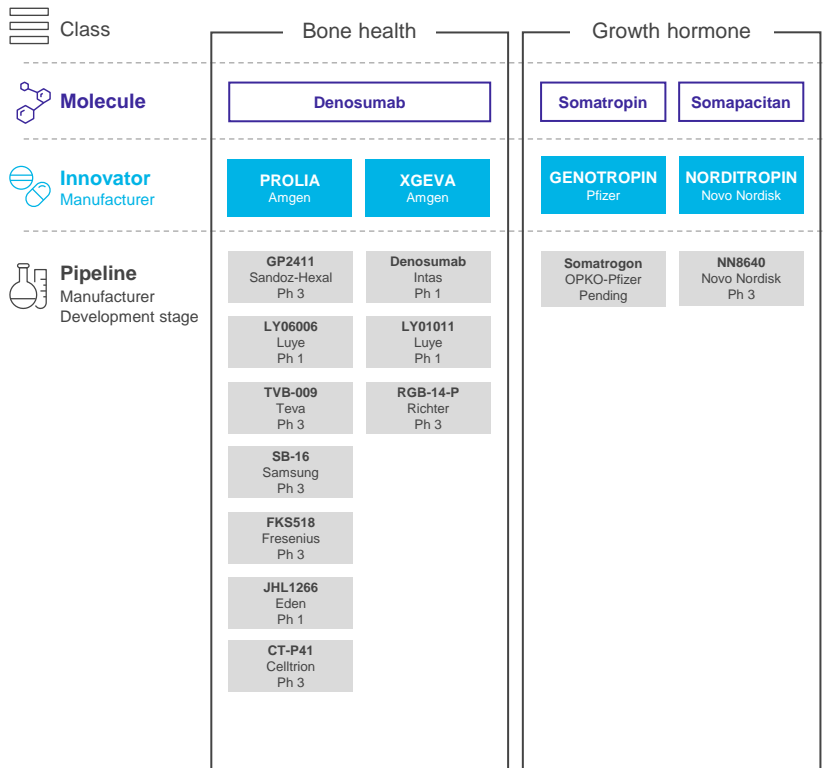 Class
Bone health
Growth hormone
Molecule
Denosumab
Somatropin
Somapacitan
Innovator
Manufacturer
PROLIA
Amgen
XGEVA
Amgen
GENOTROPIN
Pfizer
NORDITROPIN
Novo Nordisk
Pipeline
Manufacturer
Development stage
GP2411
Sandoz-Hexal
Ph 3
Denosumab
Intas
Ph 1
Somatrogon
OPKO-Pfizer
Pending
NN8640
Novo Nordisk
Ph 3
LY06006
Luye
Ph 1
LY01011
Luye
Ph 1
TVB-009
Teva
Ph 3
RGB-14-P
Richter
Ph 3
SB-16
Samsung
Ph 3
FKS518
Fresenius
Ph 3
JHL1266
Eden
Ph 1
CT-P41
Celltrion
Ph 3